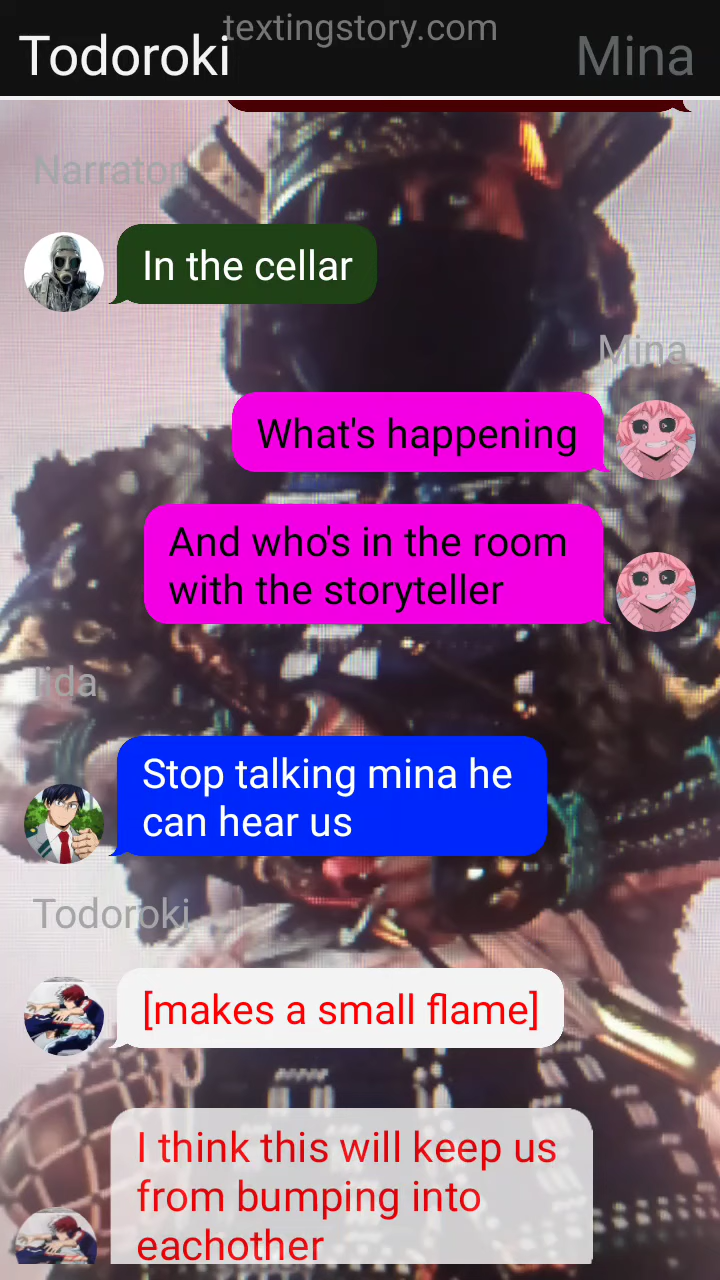 textingstory.com
Todoroki
Mina
Narrator
In the cellar
Mina
What's happening
And who's in the room
with the storyteller
Iida
Stop talking mina he
can hear us
Todoroki
[makes a small flame]
I think this will keep us
from bumping into
eachother